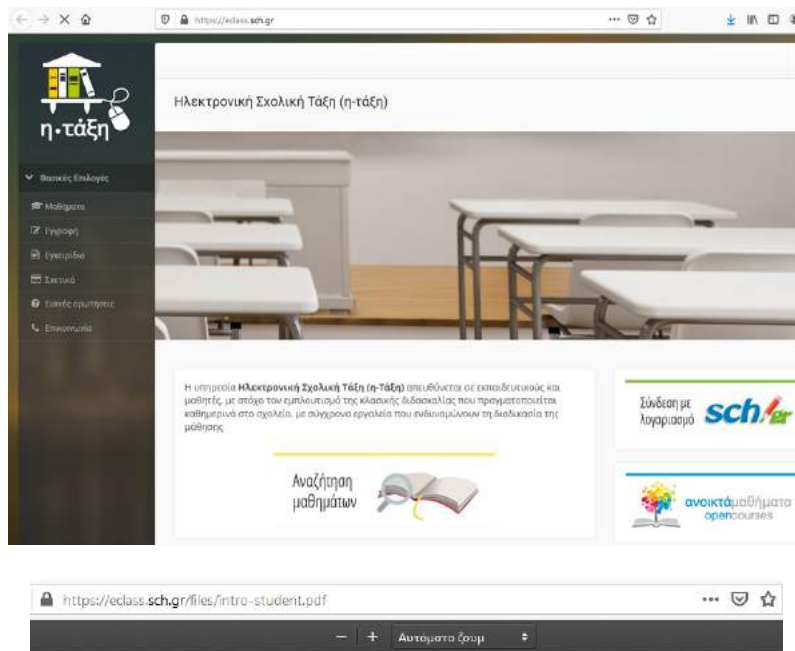 https://eclass.sch.gr
η·τάξη
Ηλεκτρονική Σχολική Τάξη (η-τάξη)
Βασικές Επιλογές
Μαθήματα
Εγγραφή
Εγχειρίδια
Σχετικά
Συχνές ερωτήσεις
Επικοινωνία
Η υπηρεσία Ηλεκτρονική Σχολική Τάξη (η-Τάξη) απευθύνεται σε εκπαιδευτικούς και
μαθητές, με στόχο τον εμπλουτισμό της κλασικής διδασκαλίας που πραγματοποιείται
καθημερινά στο σχολείο, με σύγχρονα εργαλεία που ενδυναμώνουν τη διαδικασία της
μάθησης
Αναζήτηση
μαθημάτων
Σύνδεση με
λογαριασμό
sch.gr
ανοικτάμαθήματα
opencourses
https://eclass.sch.gr/files/intro-student.pdf
Αυτόματο ζουμ